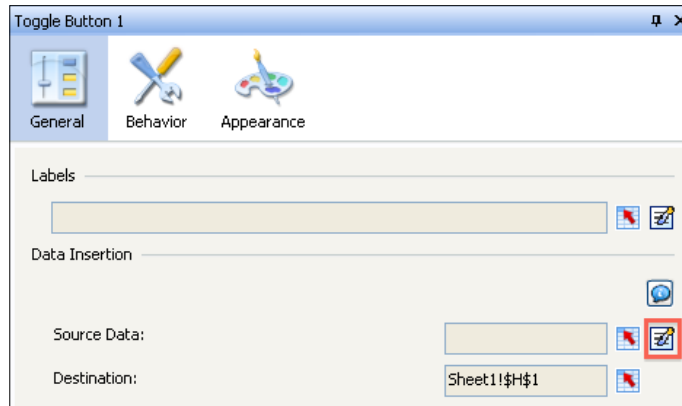 Toggle Button 1
General Behavior Appearance
Labels
Data Insertion
Source Data:
Destination: Sheet1!$H$1